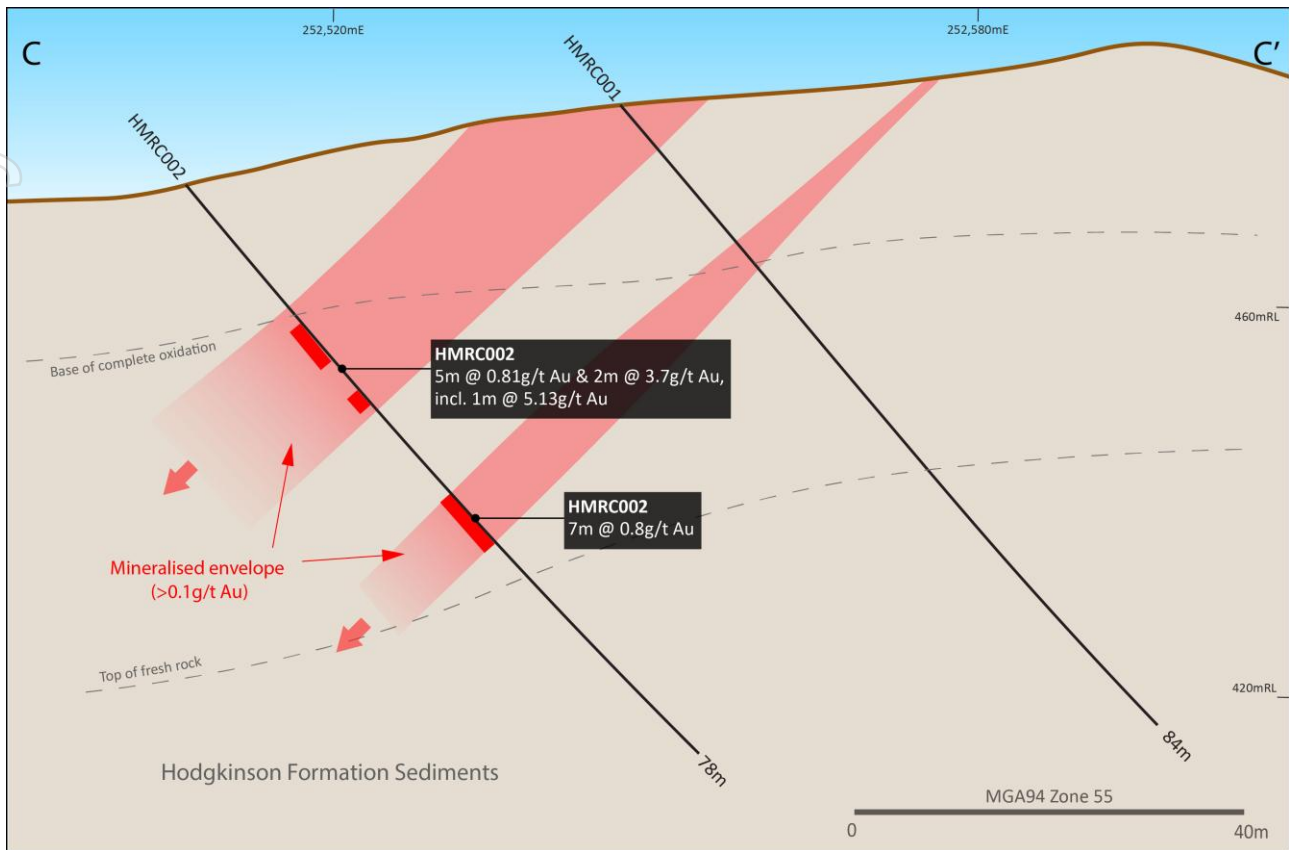 252,520mE
252,580mE
C
C'
HMRC001
HMRC002
460mRL
Base of complete oxidation
HMRC002
5m @ 0.81g/t Au & 2m @ 3.7g/t Au,
incl. 1m @ 5.13g/t Au
HMRC002
7m @ 0.8g/t Au
Mineralised envelope
(>0.1g/t Au)
Top of fresh rock
420mRL
Hodgkinson Formation Sediments
78m
84m
MGA94 Zone 55
0
40m